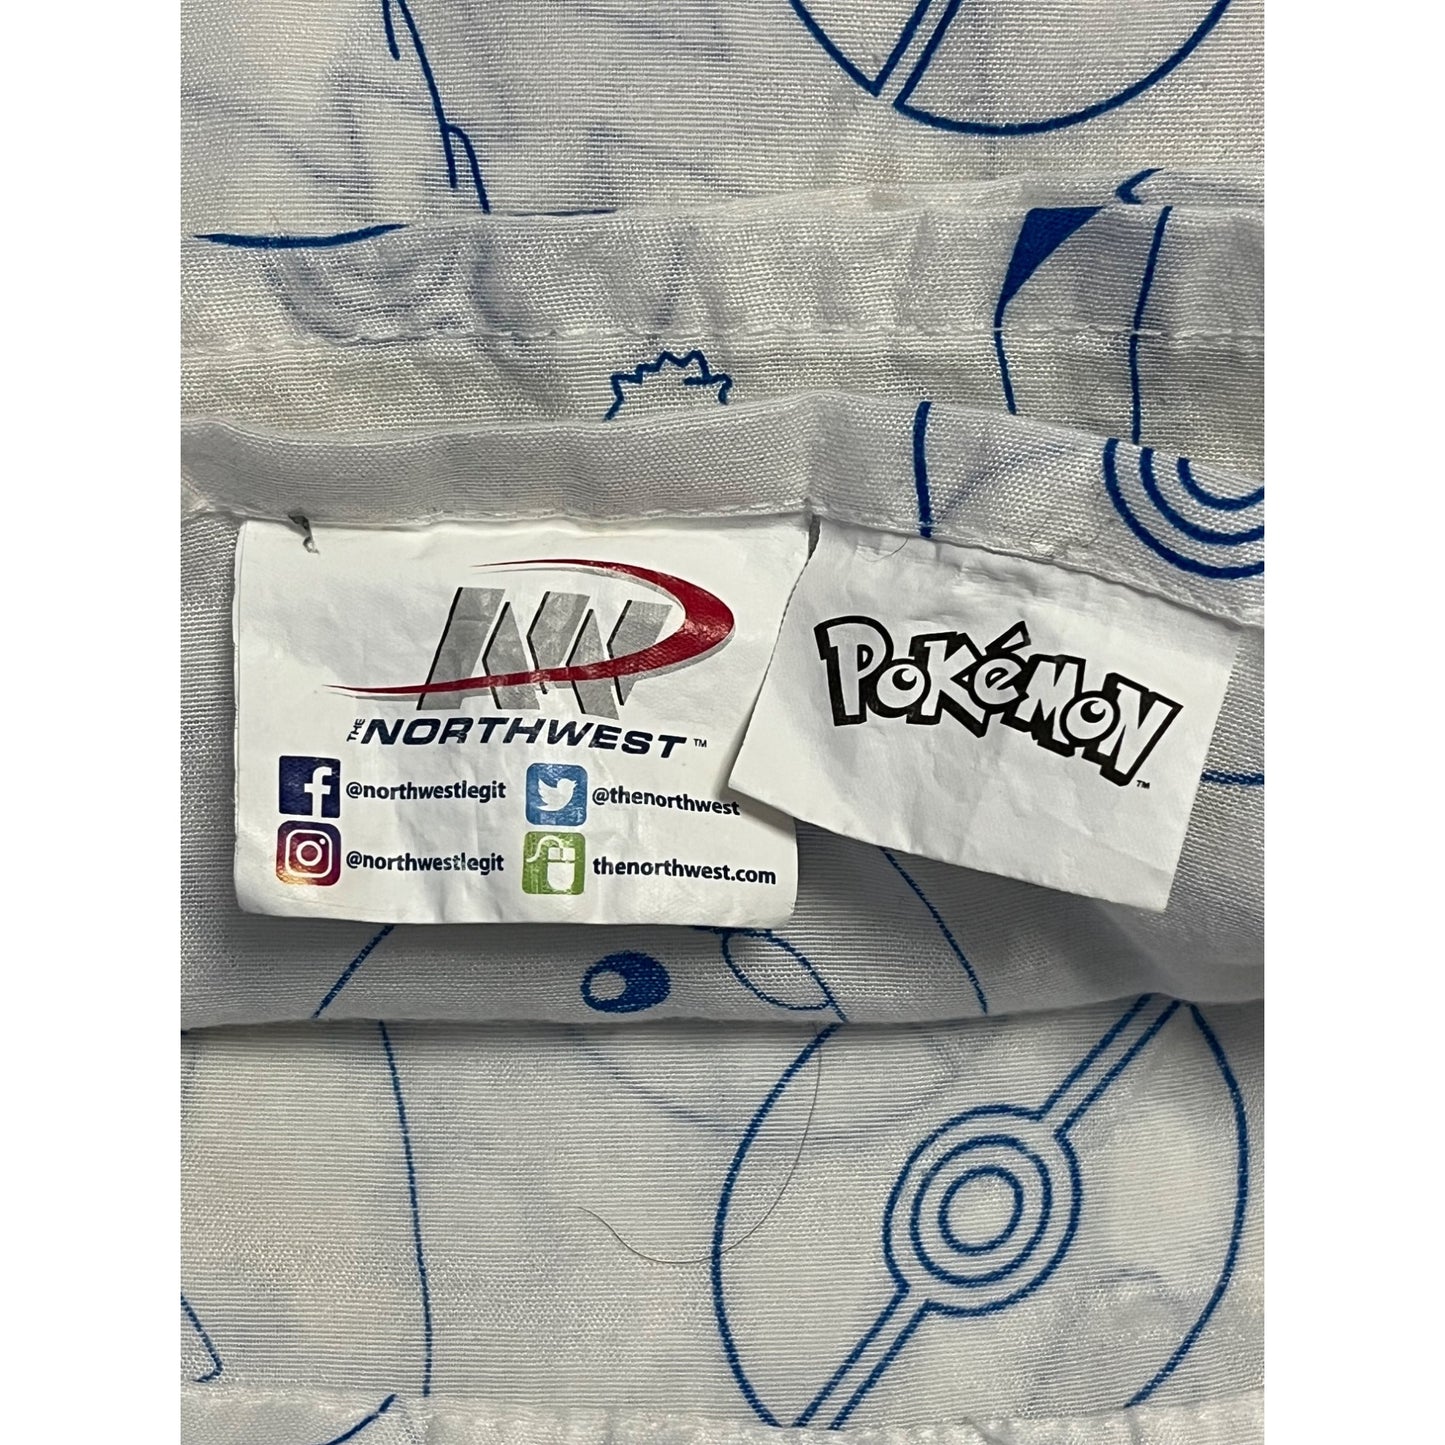 THE NORTHWEST™
@northwestlegit
@thenorthwest
@northwestlegit
thenorthwest.com
POKéMON™